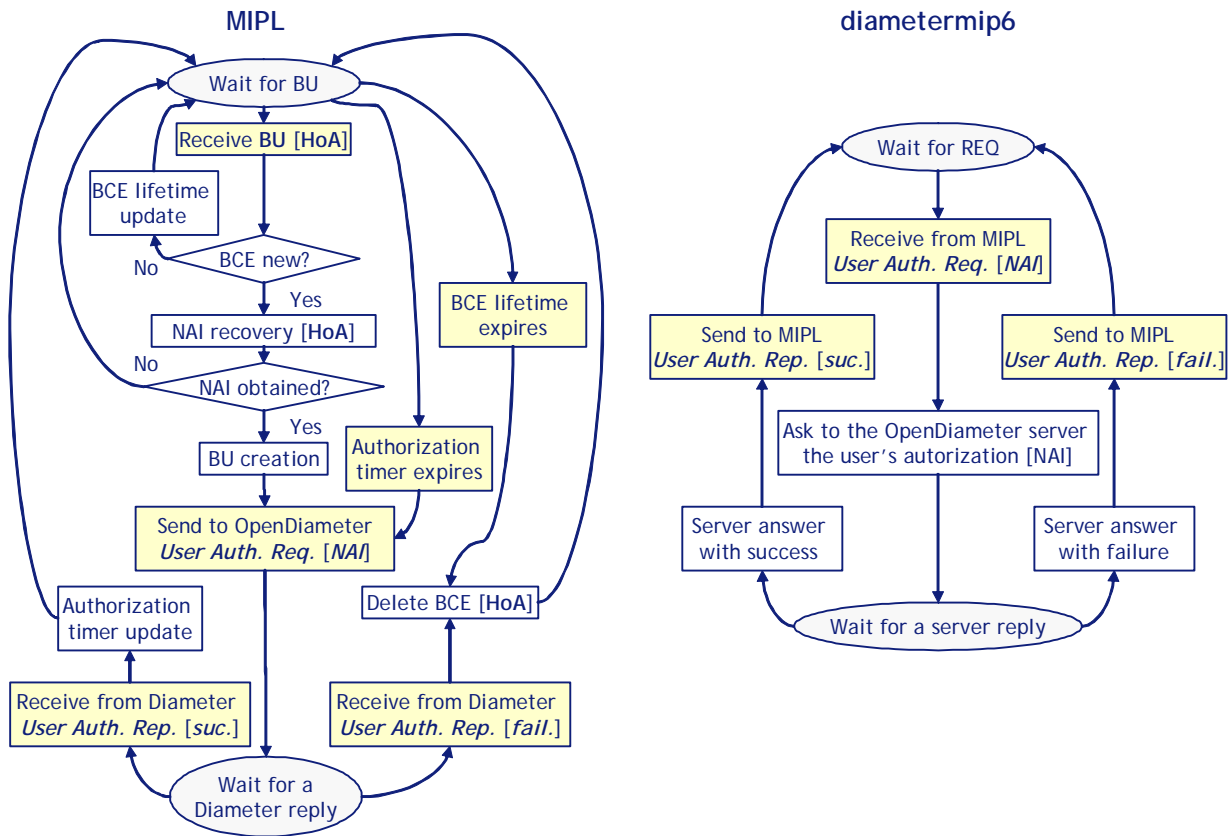 MIPL
Wait for BU
Receive BU [HoA]
BCE lifetime
update
BCE new?
No
Yes
NAI recovery [HoA]
No
NAI obtained?
Yes
BU creation
BCE lifetime
expires
Authorization
timer expires
Send to OpenDiameter
User Auth. Req. [NAI]
Delete BCE [HoA]
Authorization
timer update
Receive from Diameter
User Auth. Rep. [suc.]
Receive from Diameter
User Auth. Rep. [fail.]
Wait for a
Diameter reply
diametermip6
Wait for REQ
Receive from MIPL
User Auth. Req. [NAI]
Send to MIPL
User Auth. Rep. [suc.]
Send to MIPL
User Auth. Rep. [fail.]
Ask to the OpenDiameter server
the user's autorization [NAI]
Server answer
with success
Server answer
with failure
Wait for a server reply